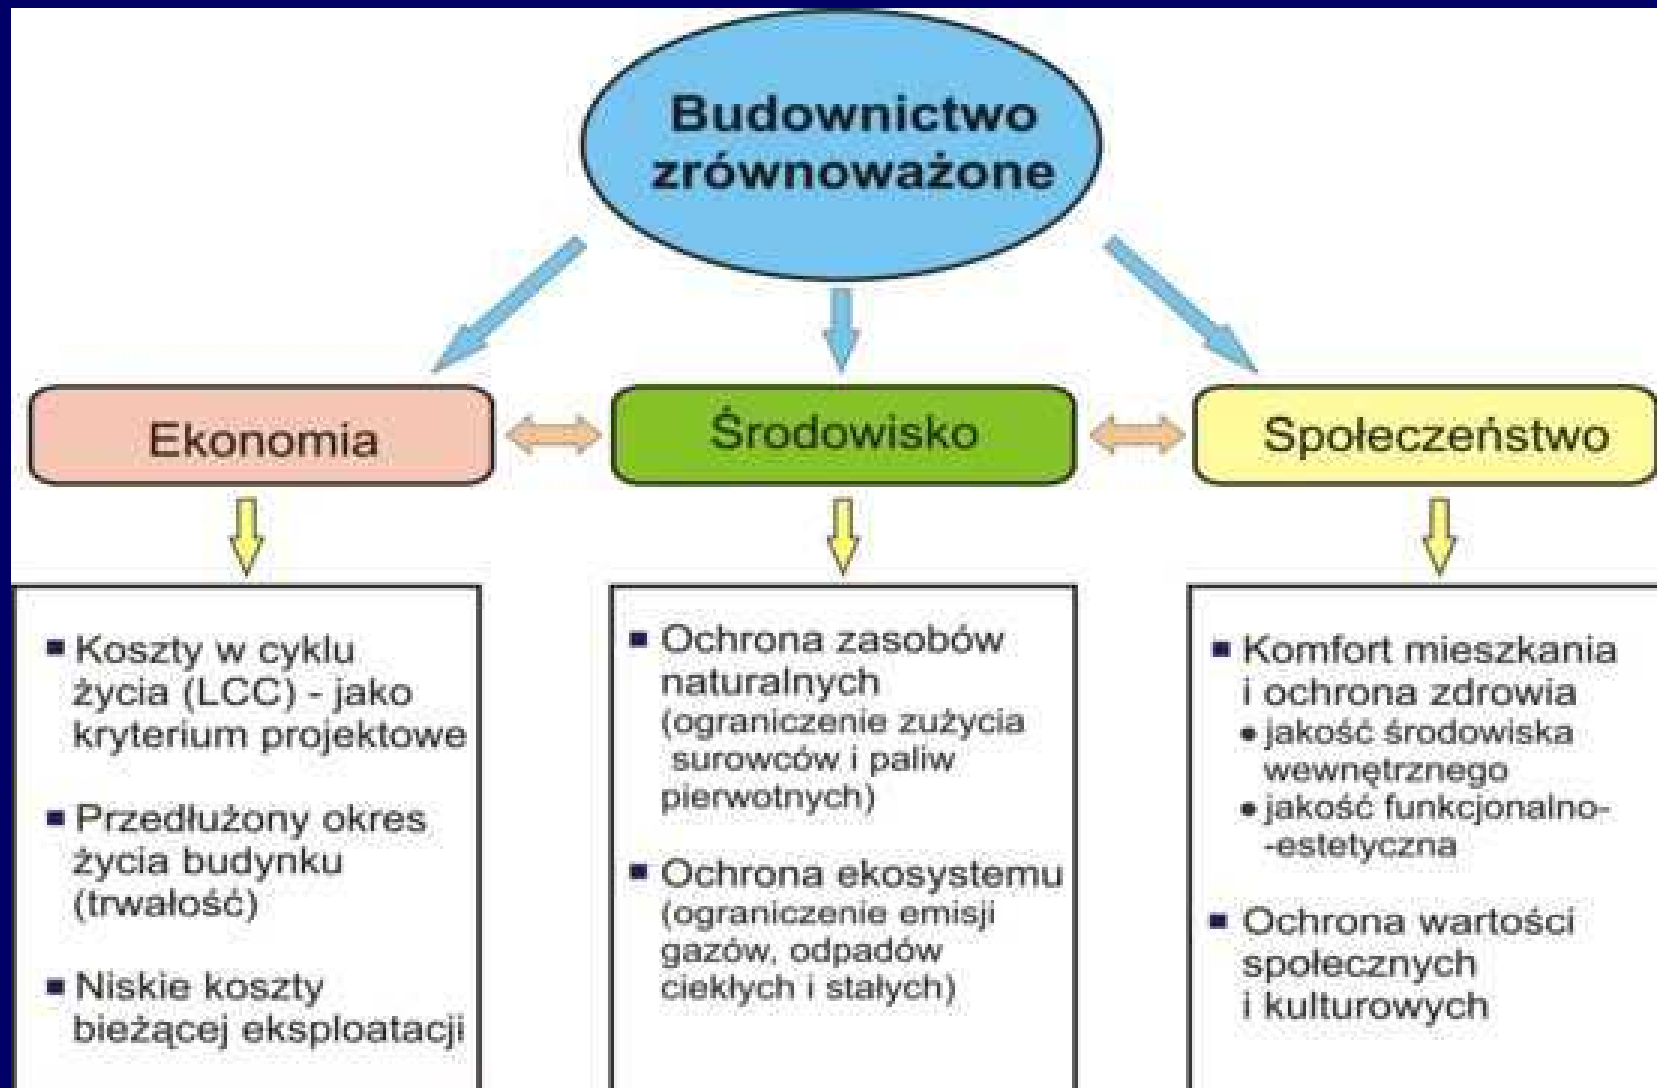 Budownictwo
zrównoważone
Ekonomia
Środowisko
Społeczeństwo
▪ Koszty w cyklu
życia (LCC) - jako
kryterium projektowe
▪ Przedłużony okres
życia budynku
(trwałość)
▪ Niskie koszty
bieżącej eksploatacji
▪ Ochrona zasobów
naturalnych
(ograniczenie zużycia
surowców i paliw
pierwotnych)
▪ Ochrona ekosystemu
(ograniczenie emisji
gazów, odpadów
ciekłych i stałych)
▪ Komfort mieszkania
i ochrona zdrowia
• jakość środowiska
wewnętrznego
• jakość funkcjonalno-
-estetyczna
▪ Ochrona wartości
społecznych
i kulturowych